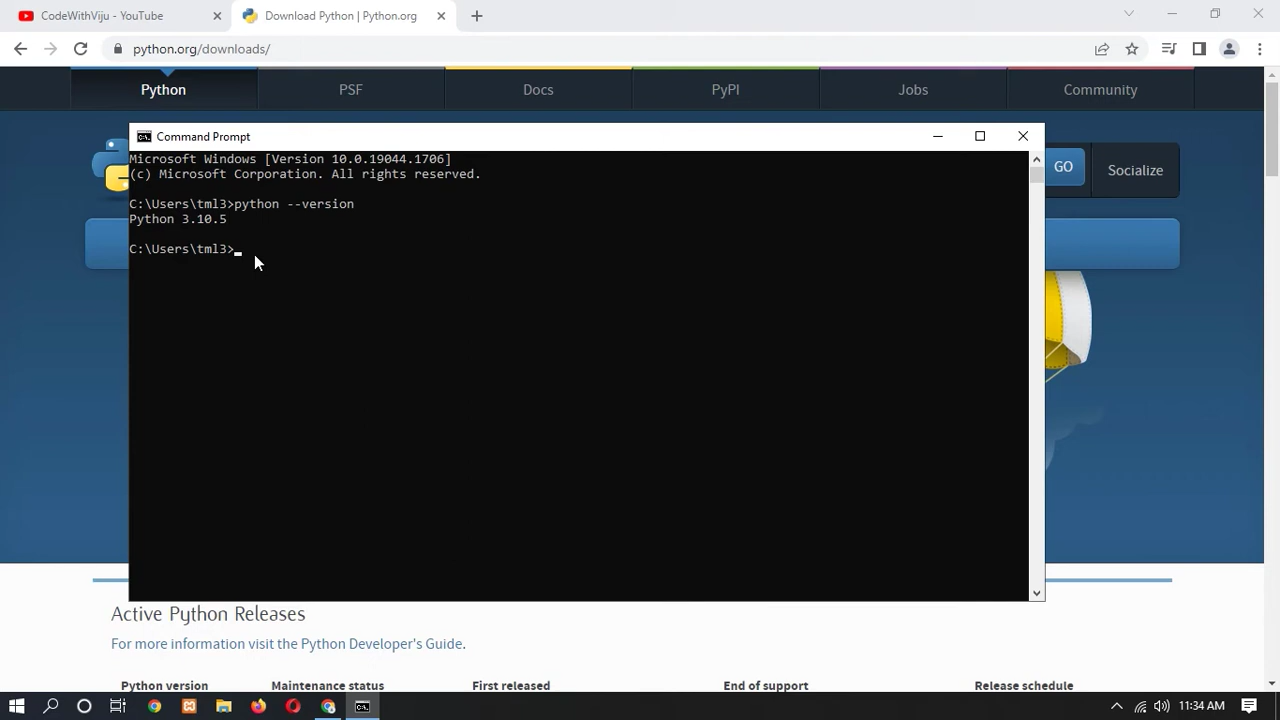 CodeWithViju - YouTube
Download Python | Python.org
python.org/downloads/
Python
PSF
Docs
PyPI
Jobs
Community
GO
Socialize
Command Prompt
Microsoft Windows [Version 10.0.19044.1706]
(c) Microsoft Corporation. All rights reserved.
C:\Users\tml3>python --version
Python 3.10.5
C:\Users\tml3>
Active Python Releases
For more information visit the Python Developer's Guide.
Python version
Maintenance status
First released
End of support
Release schedule
11:34 AM